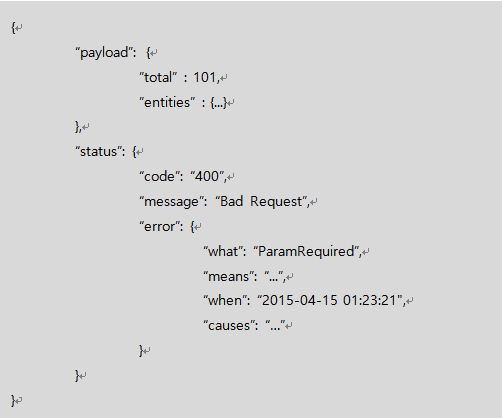 {
“payload”: {
“total” : 101,
“entities” : {...}
},
“status”: {
“code”: “400”,
“message”: “Bad Request”,
“error”: {
“what”: “ParamRequired”,
“means”: “...”,
“when”: “2015-04-15 01:23:21",
“causes”: “...”
}
}
}